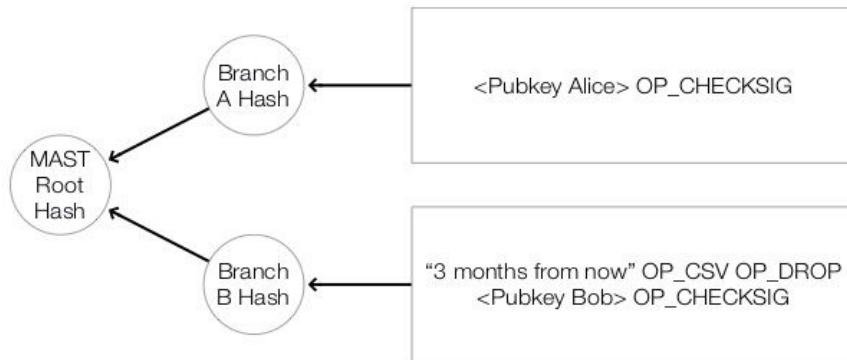 Branch
A Hash
<Pubkey Alice> OP_CHECKSIG
MAST
Root
Hash
Branch
B Hash
“3 months from now” OP_CSV OP_DROP
<Pubkey Bob> OP_CHECKSIG